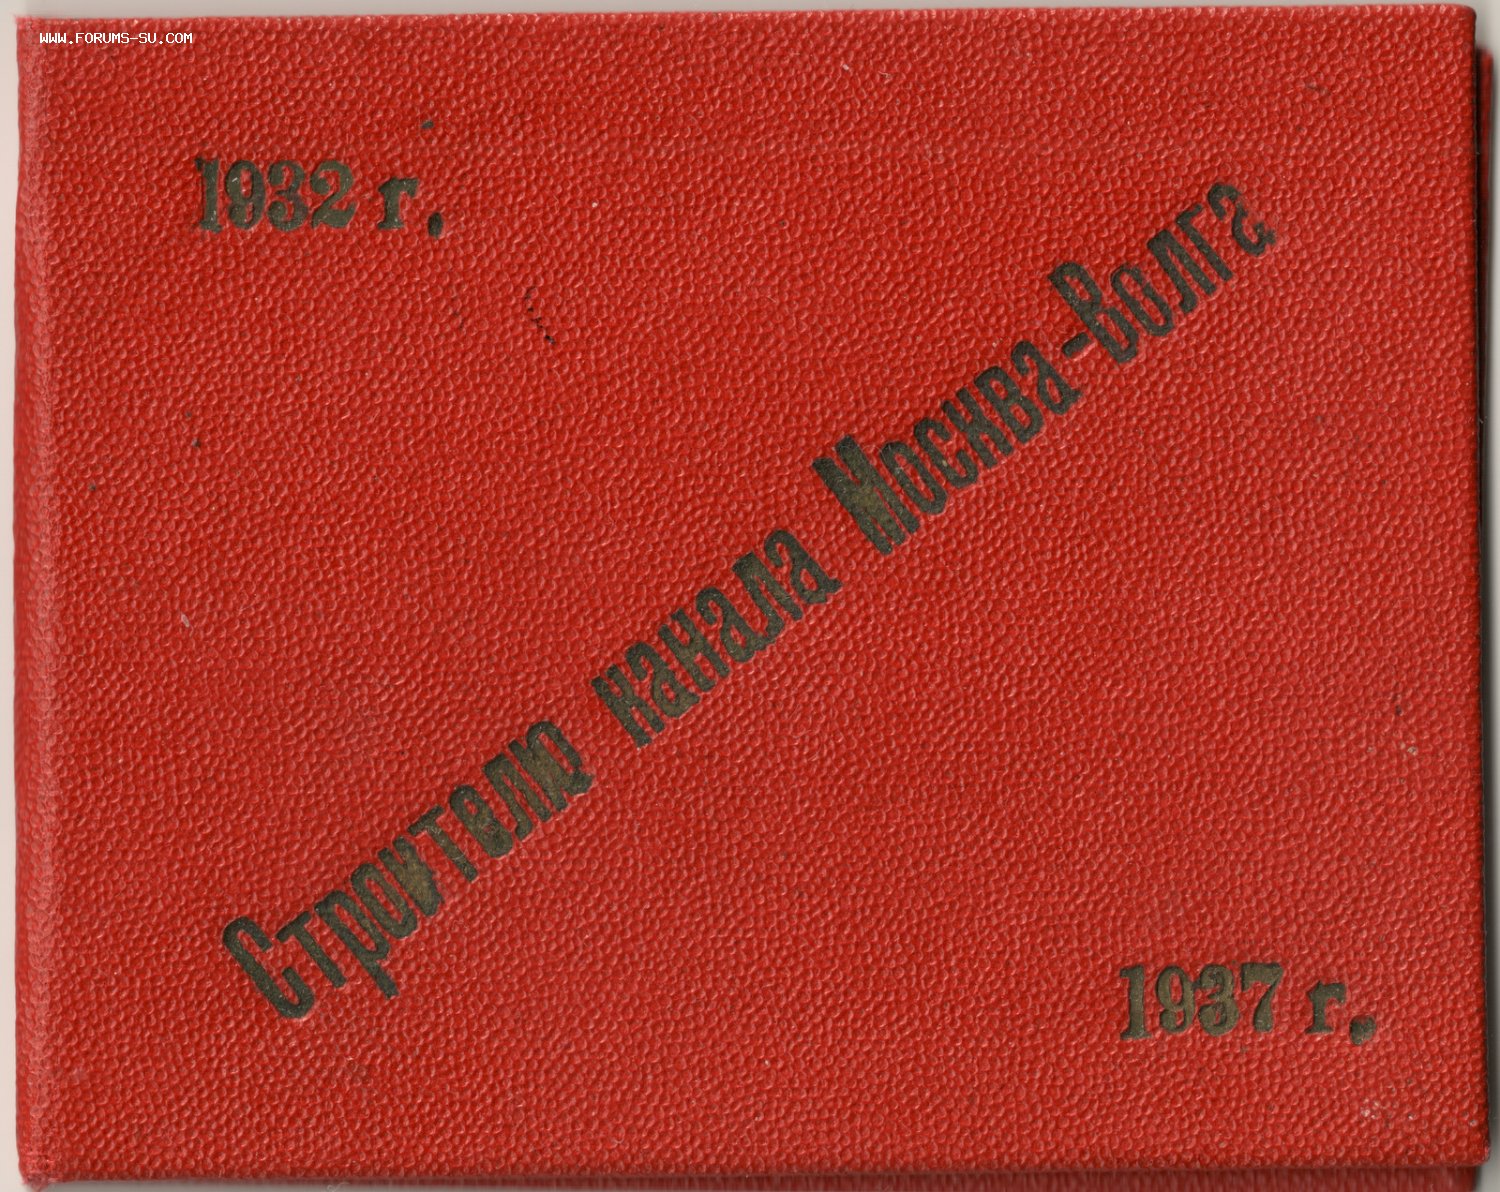 WWW.FORUMS-SU.COM
1932 г.
Строителю канала Москва-Волга
1937 г.